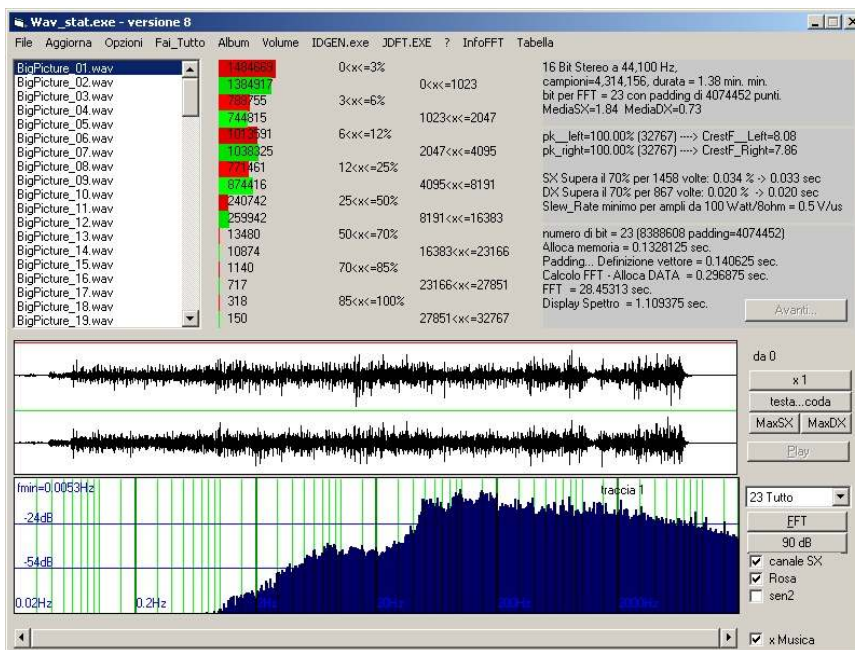 Wav_stat.exe - versione 8
File Aggiorna Opzioni Fai_Tutto Album Volume IDGEN.exe JDFT.EXE ? InfoFFT Tabella
BigPicture_01.wav
BigPicture_02.wav
BigPicture_03.wav
BigPicture_04.wav
BigPicture_05.wav
BigPicture_06.wav
BigPicture_07.wav
BigPicture_08.wav
BigPicture_09.wav
BigPicture_10.wav
BigPicture_11.wav
BigPicture_12.wav
BigPicture_13.wav
BigPicture_14.wav
BigPicture_15.wav
BigPicture_16.wav
BigPicture_17.wav
BigPicture_18.wav
BigPicture_19.wav
1484669 0<x<=3%
1384917 0<x<=1023
788755 3<x<=6%
744815 1023<x<=2047
1013591 6<x<=12%
1038325 2047<x<=4095
771461 12<x<=25%
874416 4095<x<=8191
240742 25<x<=50%
259942 8191<x<=16383
13480 50<x<=70%
10874 16383<x<=23166
1140 70<x<=85%
717 23166<x<=27851
318 85<x<=100%
150 27851<x<=32767
16 Bit Stereo a 44,100 Hz,
campioni=4,314,156, durata = 1.38 min. min.
bit per FFT = 23 con padding di 4074452 punti.
MediaSX=1.84 MediaDX=0.73
pk__left=100.00% (32767) ----> CrestF__Left=8.08
pk_right=100.00% (32767) ----> CrestF_Right=7.86
SX Supera il 70% per 1458 volte: 0.034 % -> 0.033 sec
DX Supera il 70% per 867 volte: 0.020 % -> 0.020 sec
Slew_Rate minimo per ampli da 100 Watt/8ohm = 0.5 V/us
numero di bit = 23 (8388608 padding=4074452)
Alloca memoria = 0.1328125 sec.
Padding... Definizione vettore = 0.140625 sec.
Calcolo FFT - Alloca DATA = 0.296875 sec.
FFT = 28.45313 sec.
Display Spettro = 1.109375 sec.
Avanti...
da 0
x 1
testa...coda
MaxSX MaxDX
Play
fmin=0.0053Hz
traccia 1
-24dB
-54dB
0.02Hz 0.2Hz 2Hz 20Hz 200Hz 2000Hz
23 Tutto
FFT
90 dB
canale SX
Rosa
sen2
x Musica